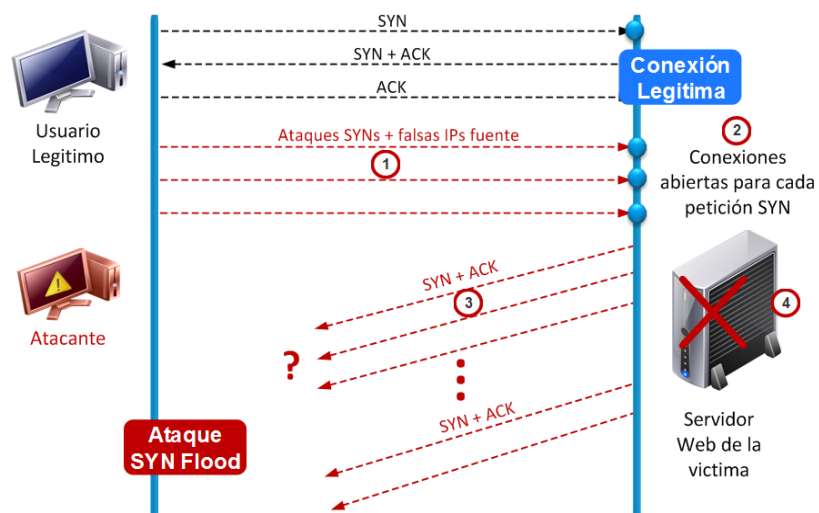 SYN
SYN + ACK
ACK
Conexión
Legitima
Usuario
Legitimo
Ataques SYNs + falsas IPs fuente
1
2
Conexiones
abiertas para cada
petición SYN
Atacante
SYN + ACK
3
4
?
Ataque
SYN Flood
SYN + ACK
Servidor
Web de la
victima